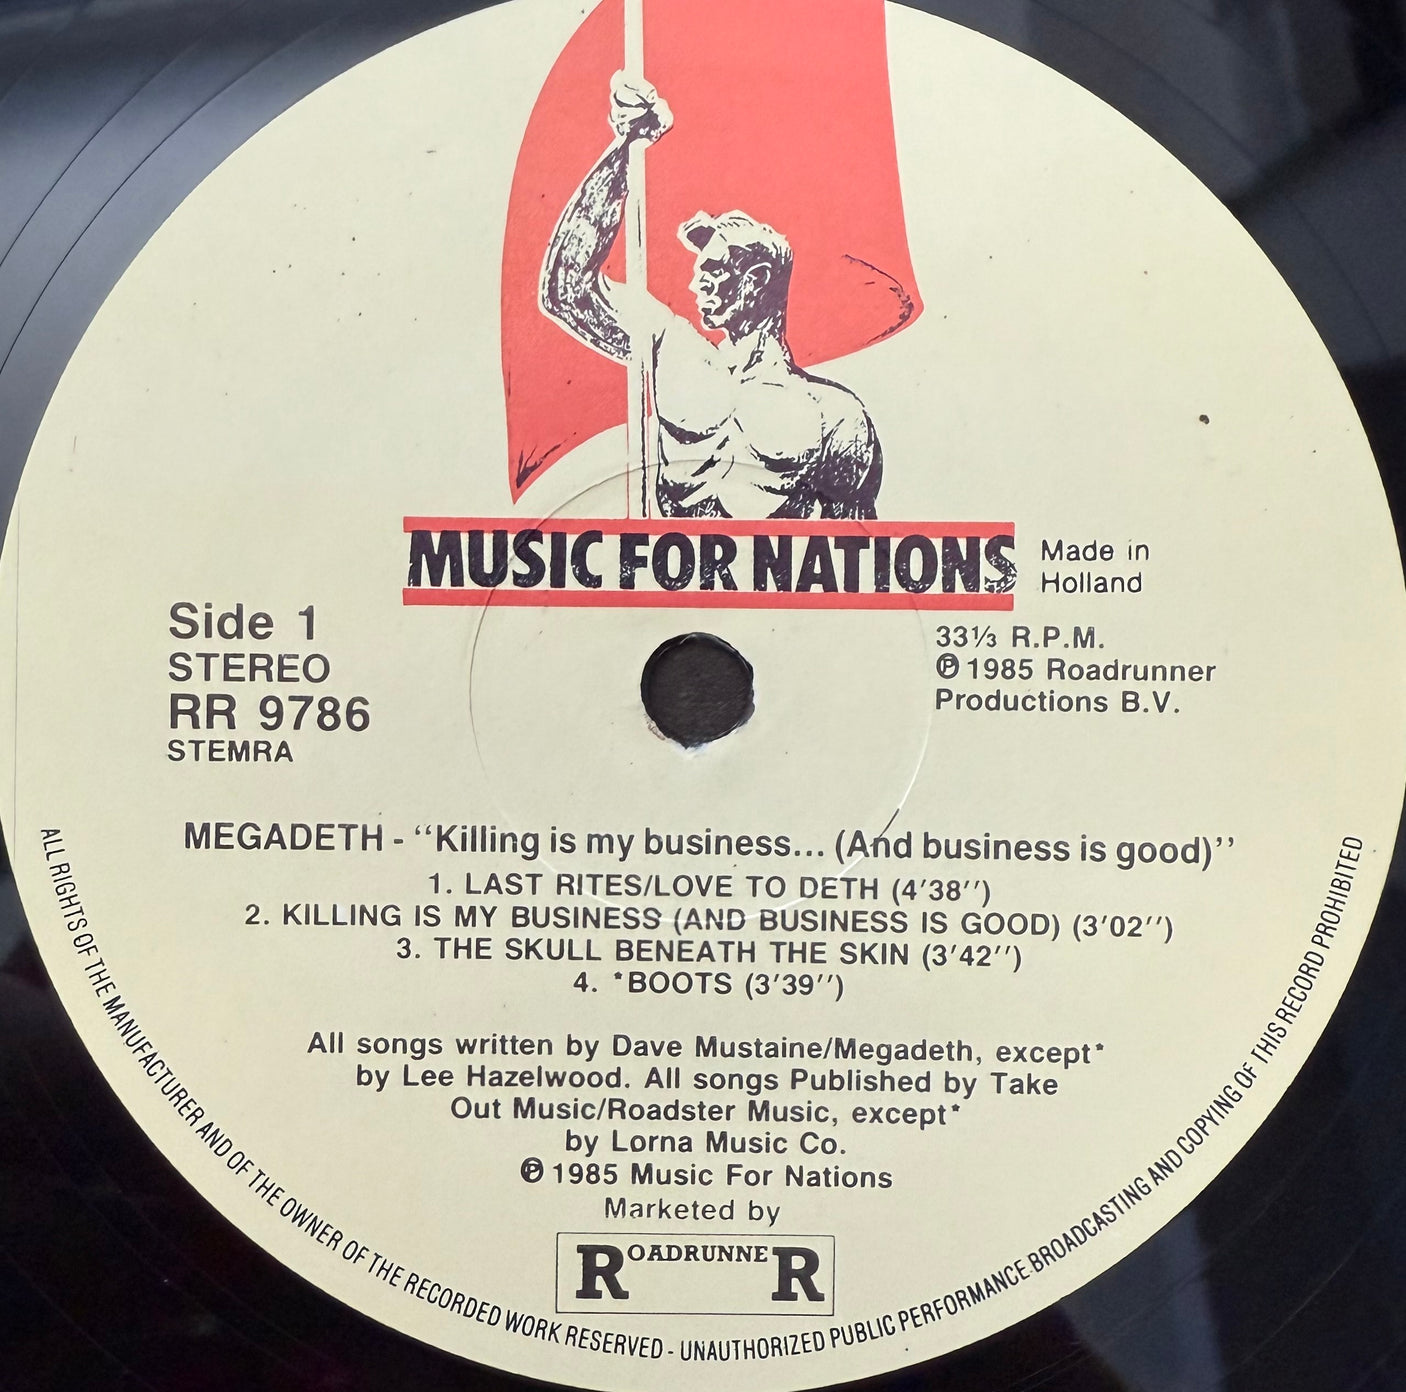 MUSIC FOR NATIONS
Made in
Holland
Side 1
STEREO
RR 9786
STEMRA
33⅓ R.P.M.
℗ 1985 Roadrunner
Productions B.V.
MEGADETH - “Killing is my business... (And business is good)”
1. LAST RITES/LOVE TO DETH (4’38’’)
2. KILLING IS MY BUSINESS (AND BUSINESS IS GOOD) (3’02’’)
3. THE SKULL BENEATH THE SKIN (3’42’’)
4. *BOOTS (3’39’’)
All songs written by Dave Mustaine/Megadeth, except*
by Lee Hazelwood. All songs Published by Take
Out Music/Roadster Music, except*
by Lorna Music Co.
℗ 1985 Music For Nations
Marketed by
ROADRUNNER
ALL RIGHTS OF THE MANUFACTURER AND OF THE OWNER OF THE RECORDED WORK RESERVED - UNAUTHORIZED PUBLIC PERFORMANCE BROADCASTING AND COPYING OF THIS RECORD PROHIBITED